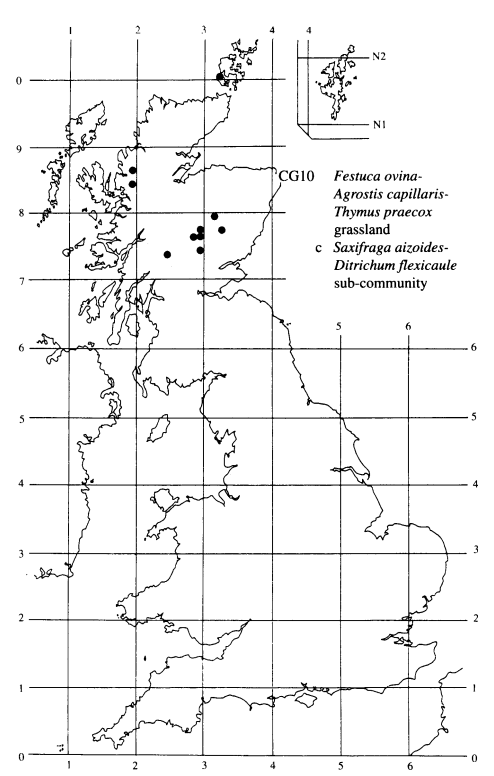 1 2 3 4
4
N2
0
N1
9
CG10 Festuca ovina-
Agrostis capillaris-
Thymus praecox
grassland
c Saxifraga aizoides-
Ditrichum flexicaule
sub-community
8
7
5 6
6 6
5 5
4 4
3 3
2 2
1 1
0 0
1 2 3 4 5 6